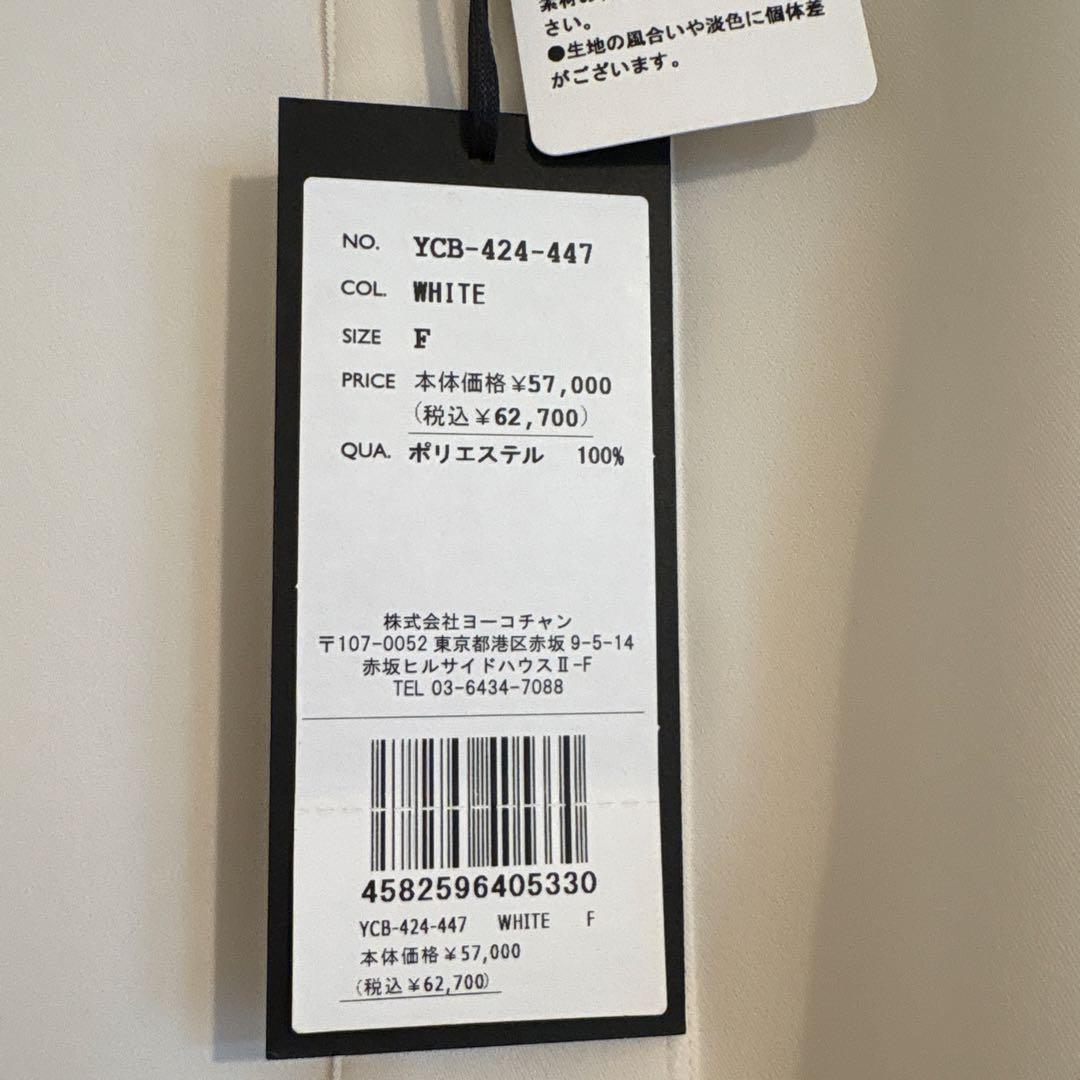 さい。
●生地の風合いや淡色に個体差
がございます。
NO. YCB-424-447
COL. WHITE
SIZE F
PRICE 本体価格¥57,000
(税込¥62,700)
QUA. ポリエステル 100%
株式会社ヨーコチャン
〒107-0052 東京都港区赤坂 9-5-14
赤坂ヒルサイドハウスⅡ-F
TEL 03-6434-7088
4582596405330
YCB-424-447 WHITE F
本体価格¥57,000
(税込¥62,700)